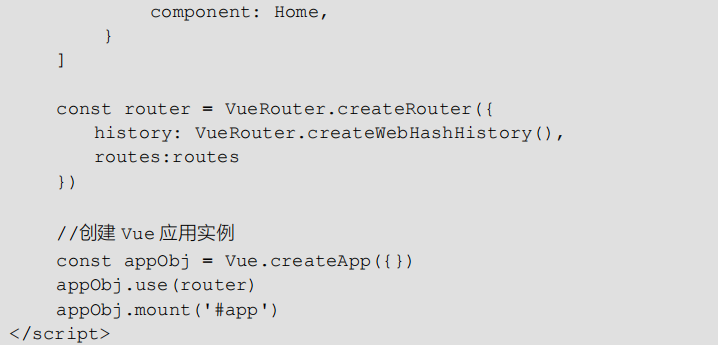 component: Home,
}
]
const router = VueRouter.createRouter({
history: VueRouter.createWebHashHistory(),
routes:routes
})
//创建 Vue 应用实例
const appObj = Vue.createApp({})
appObj.use(router)
appObj.mount('#app')
</script>